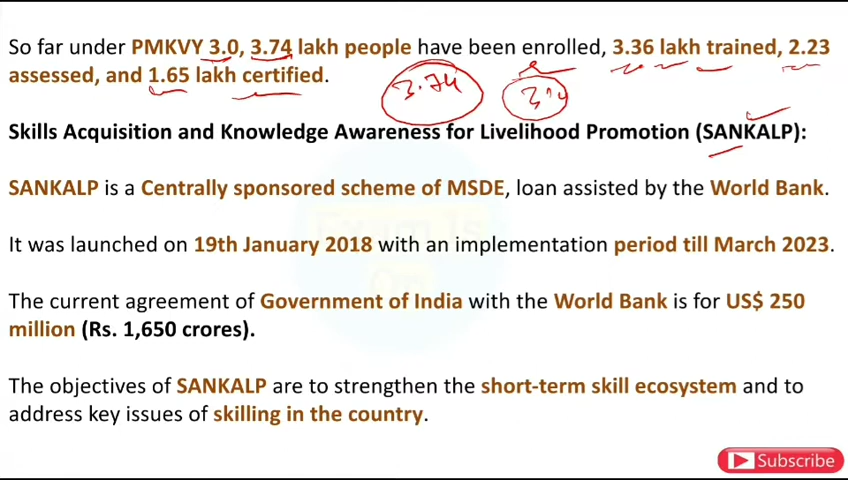 So far under PMKVY 3.0, 3.74 lakh people have been enrolled, 3.36 lakh trained, 2.23
assessed, and 1.65 lakh certified.
3.74
Skills Acquisition and Knowledge Awareness for Livelihood Promotion (SANKALP):
SANKALP is a Centrally sponsored scheme of MSDE, loan assisted by the World Bank.
It was launched on 19th January 2018 with an implementation period till March 2023.
The current agreement of Government of India with the World Bank is for US$ 250
million (Rs. 1,650 crores).
The objectives of SANKALP are to strengthen the short-term skill ecosystem and to
address key issues of skilling in the country.
Subscribe